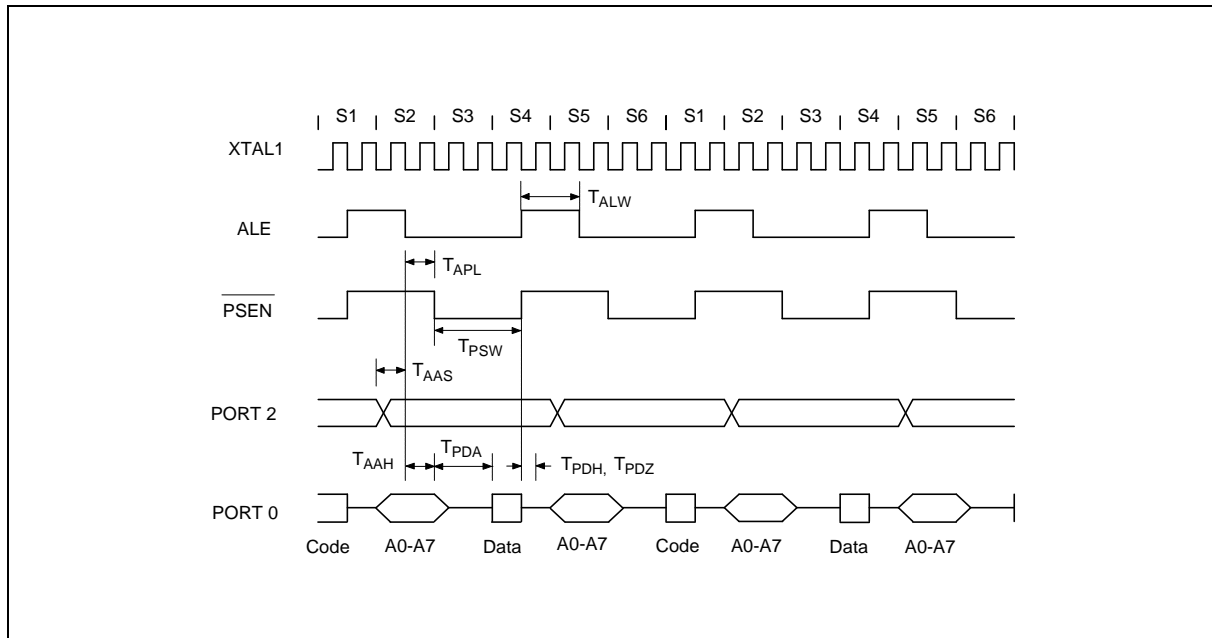 S1 S2 S3 S4 S5 S6 S1 S2 S3 S4 S5 S6
XTAL1
TALW
ALE
TAPL
PSEN
TPSW
TAAS
PORT 2
TAAH TPDA TPDH, TPDZ
PORT 0
Code A0-A7 Data A0-A7 Code A0-A7 Data A0-A7